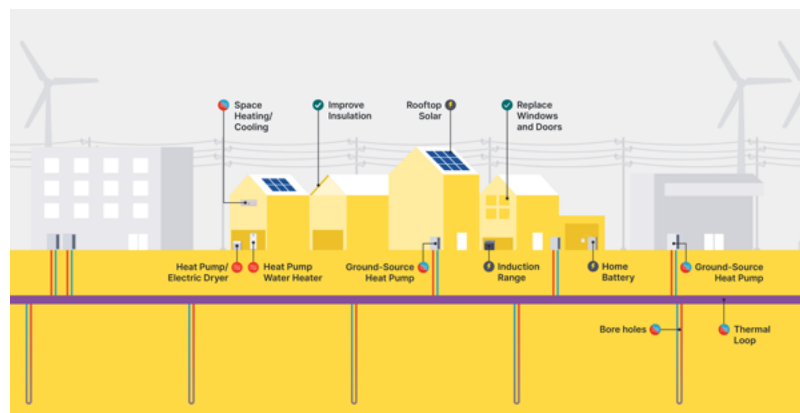 Space
Heating/
Cooling
Improve
Insulation
Rooftop
Solar
Replace
Windows
and Doors
Heat Pump/
Electric Dryer
Heat Pump
Water Heater
Ground-Source
Heat Pump
Induction
Range
Home
Battery
Ground-Source
Heat Pump
Bore holes
Thermal
Loop